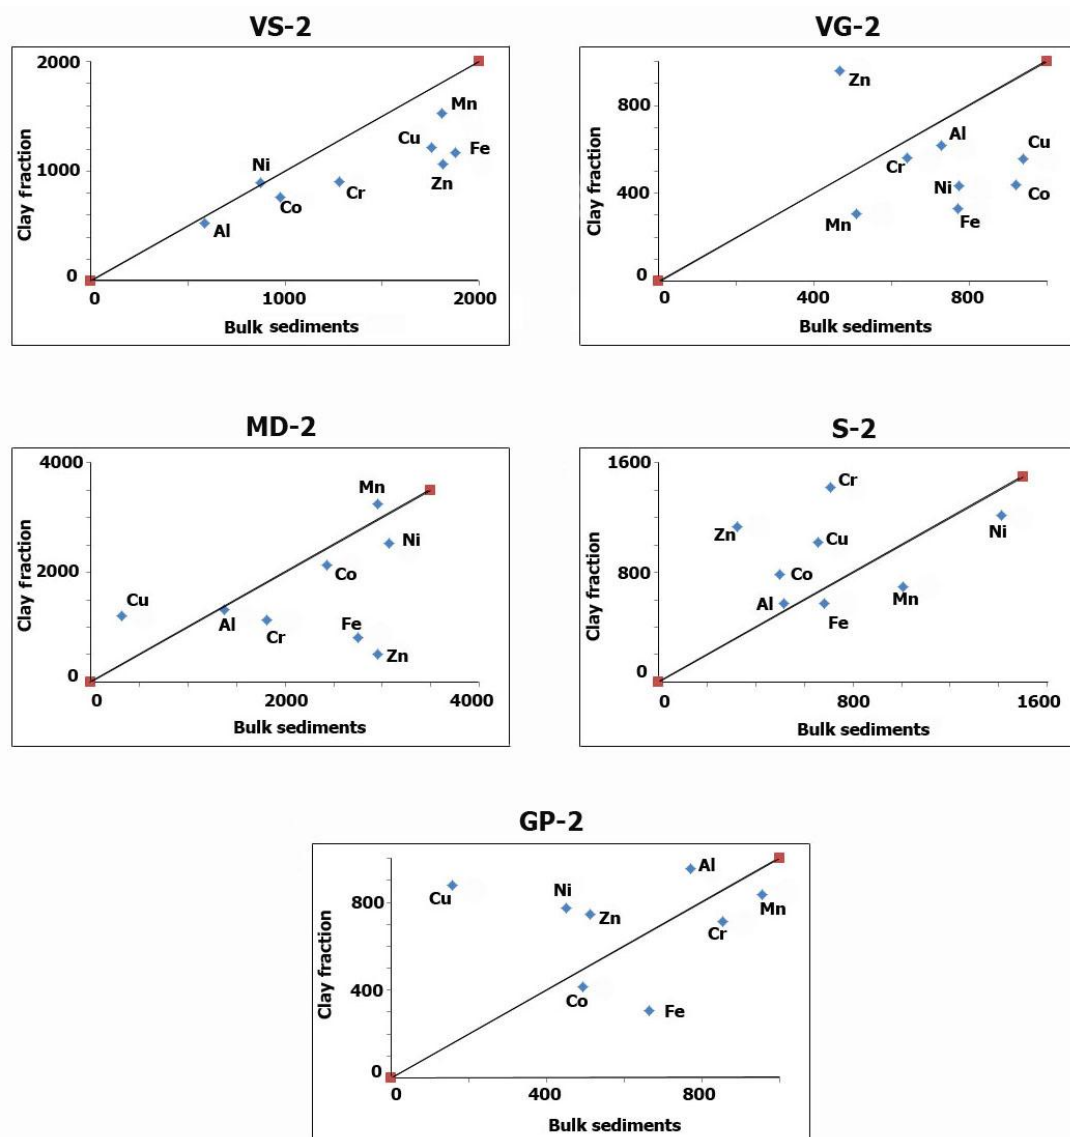 VS-2
2000
Mn
Cu
Fe
Clay fraction
1000
Ni
Zn
Cr
Co
Al
0
0
1000
2000
Bulk sediments
VG-2
Zn
800
Al
Cu
Cr
Clay fraction
400
Ni
Co
Mn
Fe
0
0
400
800
Bulk sediments
MD-2
4000
Mn
Ni
Clay fraction
2000
Co
Cu
Al
Cr
Fe
Zn
0
0
2000
4000
Bulk sediments
S-2
1600
Cr
Zn
Cu
Ni
Clay fraction
800
Co
Al
Mn
Fe
0
0
800
1600
Bulk sediments
GP-2
Al
Cu
Ni
800
Zn
Mn
Cr
Clay fraction
400
Co
Fe
0
0
400
800
Bulk sediments